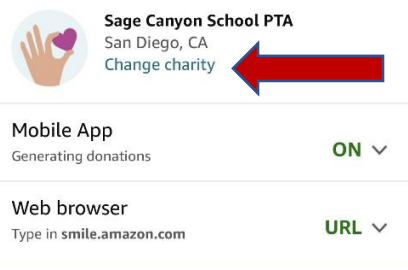 Sage Canyon School PTA
San Diego, CA
Change charity
Mobile App
Generating donations
ON
Web browser
Type in smile.amazon.com
URL